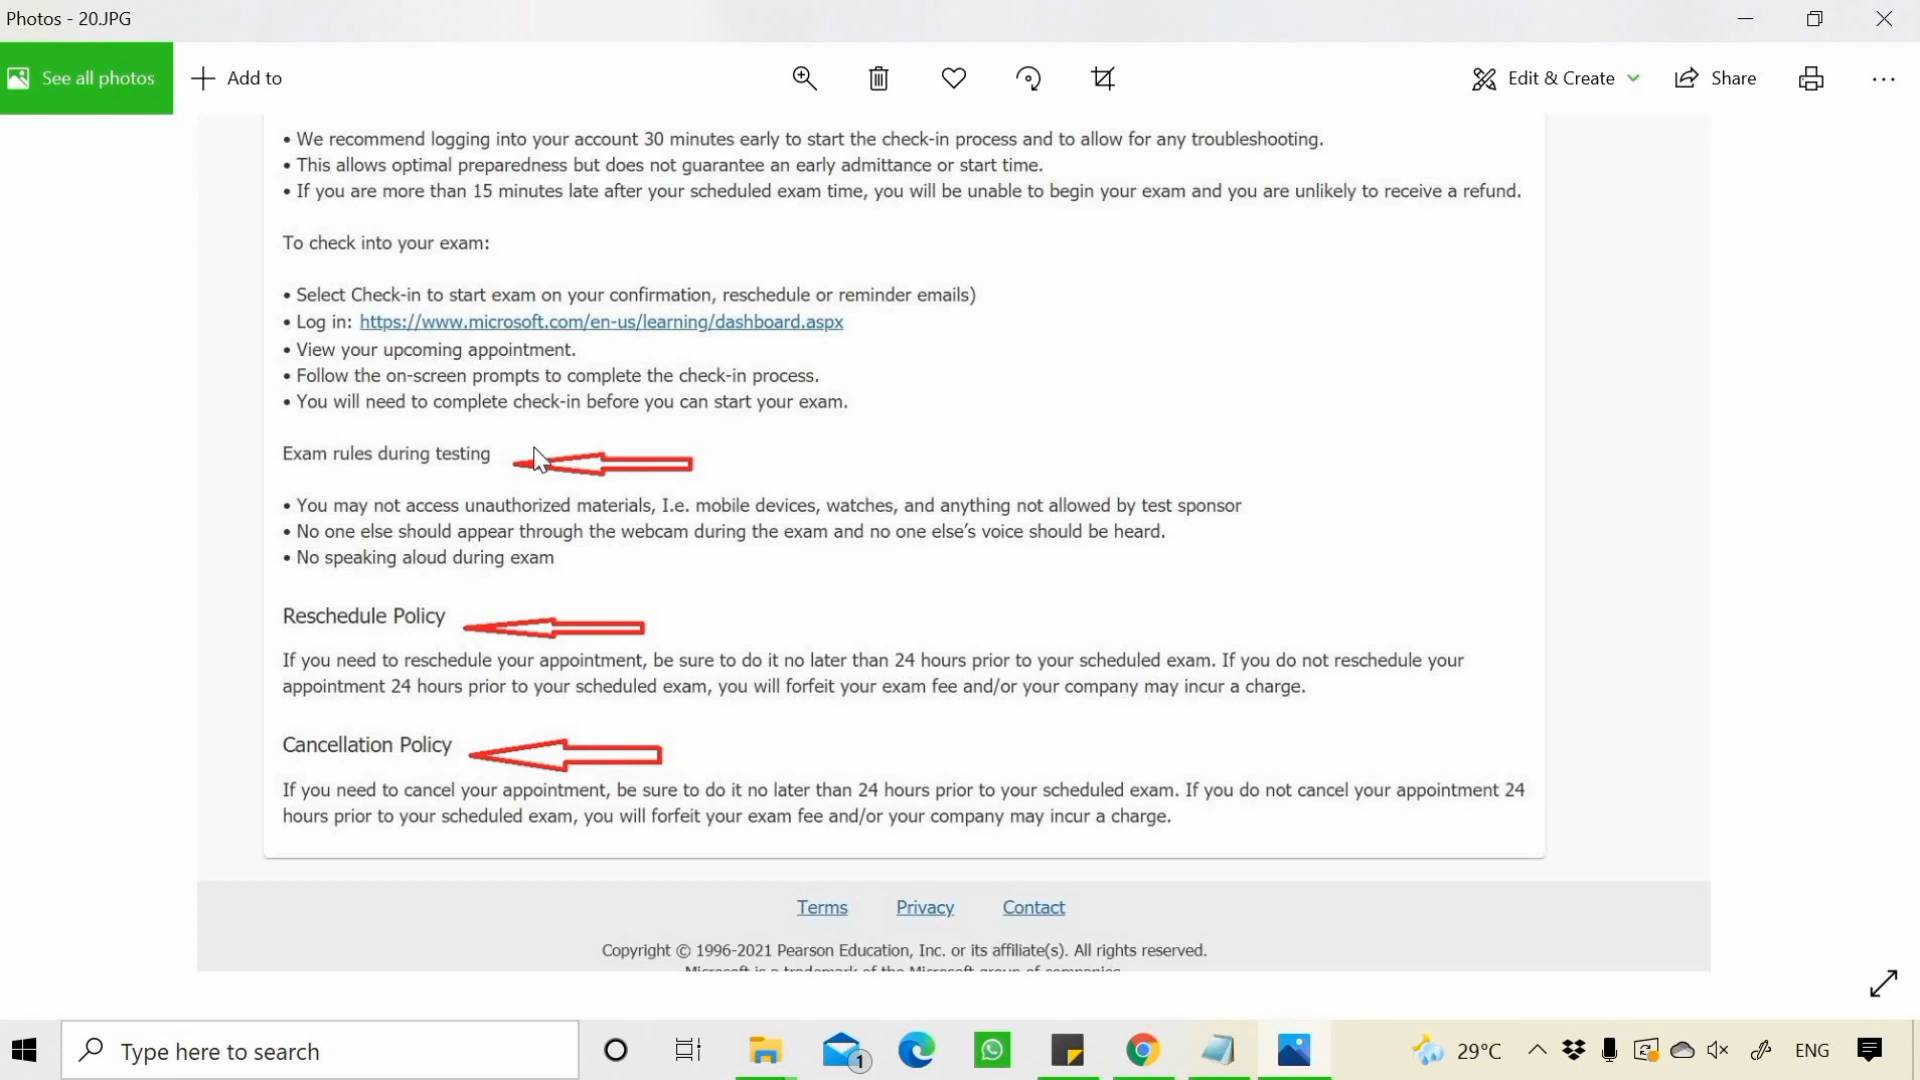 Photos - 20.JPG
See all photos
Add to
Edit & Create
Share
• We recommend logging into your account 30 minutes early to start the check-in process and to allow for any troubleshooting.
• This allows optimal preparedness but does not guarantee an early admittance or start time.
• If you are more than 15 minutes late after your scheduled exam time, you will be unable to begin your exam and you are unlikely to receive a refund.
To check into your exam:
• Select Check-in to start exam on your confirmation, reschedule or reminder emails)
• Log in: https://www.microsoft.com/en-us/learning/dashboard.aspx
• View your upcoming appointment.
• Follow the on-screen prompts to complete the check-in process.
• You will need to complete check-in before you can start your exam.
Exam rules during testing
• You may not access unauthorized materials, I.e. mobile devices, watches, and anything not allowed by test sponsor
• No one else should appear through the webcam during the exam and no one else's voice should be heard.
• No speaking aloud during exam
Reschedule Policy
If you need to reschedule your appointment, be sure to do it no later than 24 hours prior to your scheduled exam. If you do not reschedule your
appointment 24 hours prior to your scheduled exam, you will forfeit your exam fee and/or your company may incur a charge.
Cancellation Policy
If you need to cancel your appointment, be sure to do it no later than 24 hours prior to your scheduled exam. If you do not cancel your appointment 24
hours prior to your scheduled exam, you will forfeit your exam fee and/or your company may incur a charge.
Terms Privacy Contact
Copyright © 1996-2021 Pearson Education, Inc. or its affiliate(s). All rights reserved.
Microsoft is a trademark of the Microsoft group of companies
Type here to search
1
29°C
ENG